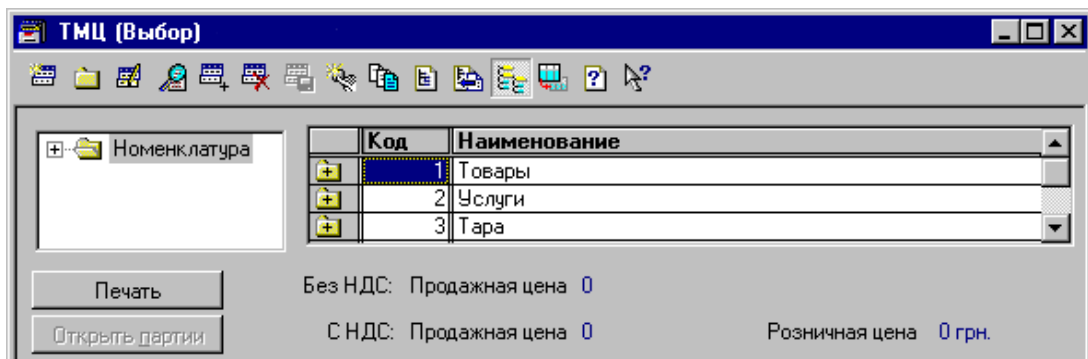 ТМЦ (Выбор)
Номенклатура
Код Наименование
1 Товары
2 Услуги
3 Тара
Печать
Без НДС: Продажная цена 0
Открыть партии
С НДС: Продажная цена 0 Розничная цена 0 грн.